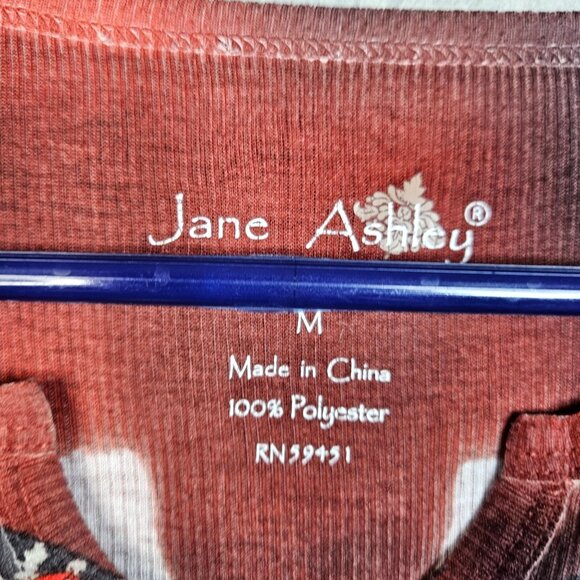 Jane Ashley®
M
Made in China
100% Polyester
RN59451